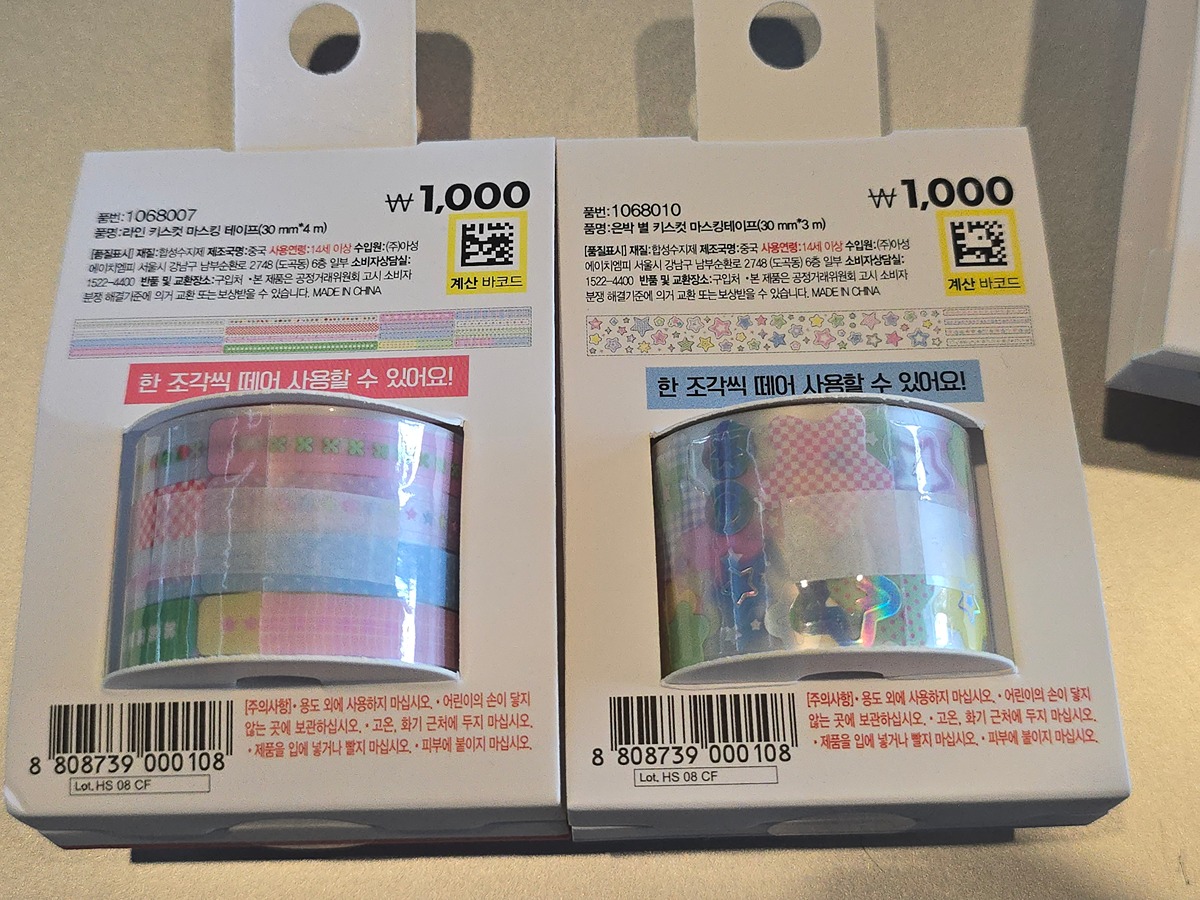 ₩1,000
품번:1068007
품명:라인 키스컷 마스킹 테이프(30 mm*4 m)
[품질표시] 재질:합성수지제 제조국명:중국 사용연령:14세 이상 수입원:(주)아성
에이치엠피 서울시 강남구 남부순환로 2748 (도곡동) 6층 일부 소비자상담실:
1522-4400 반품 및 교환장소:구입처 •본 제품은 공정거래위원회 고시 소비자
분쟁 해결기준에 의거 교환 또는 보상받을 수 있습니다. MADE IN CHINA
계산 바코드
한 조각씩 떼어 사용할 수 있어요!
[주의사항]• 용도 외에 사용하지 마십시오. • 어린이의 손이 닿지
않는 곳에 보관하십시오. • 고온, 화기 근처에 두지 마십시오.
• 제품을 입에 넣거나 빨지 마십시오. • 피부에 붙이지 마십시오.
8 808739 000108
Lot. HS 08 CF
₩1,000
품번:1068010
품명:은박 별 키스컷 마스킹테이프(30 mm*3 m)
[품질표시] 재질:합성수지제 제조국명:중국 사용연령:14세 이상 수입원:(주)아성
에이치엠피 서울시 강남구 남부순환로 2748 (도곡동) 6층 일부 소비자상담실:
1522-4400 반품 및 교환장소:구입처 •본 제품은 공정거래위원회 고시 소비자
분쟁 해결기준에 의거 교환 또는 보상받을 수 있습니다. MADE IN CHINA
계산 바코드
한 조각씩 떼어 사용할 수 있어요!
[주의사항]• 용도 외에 사용하지 마십시오. • 어린이의 손이 닿지
않는 곳에 보관하십시오. • 고온, 화기 근처에 두지 마십시오.
• 제품을 입에 넣거나 빨지 마십시오. • 피부에 붙이지 마십시오.
8 808739 000108
Lot. HS 08 CF